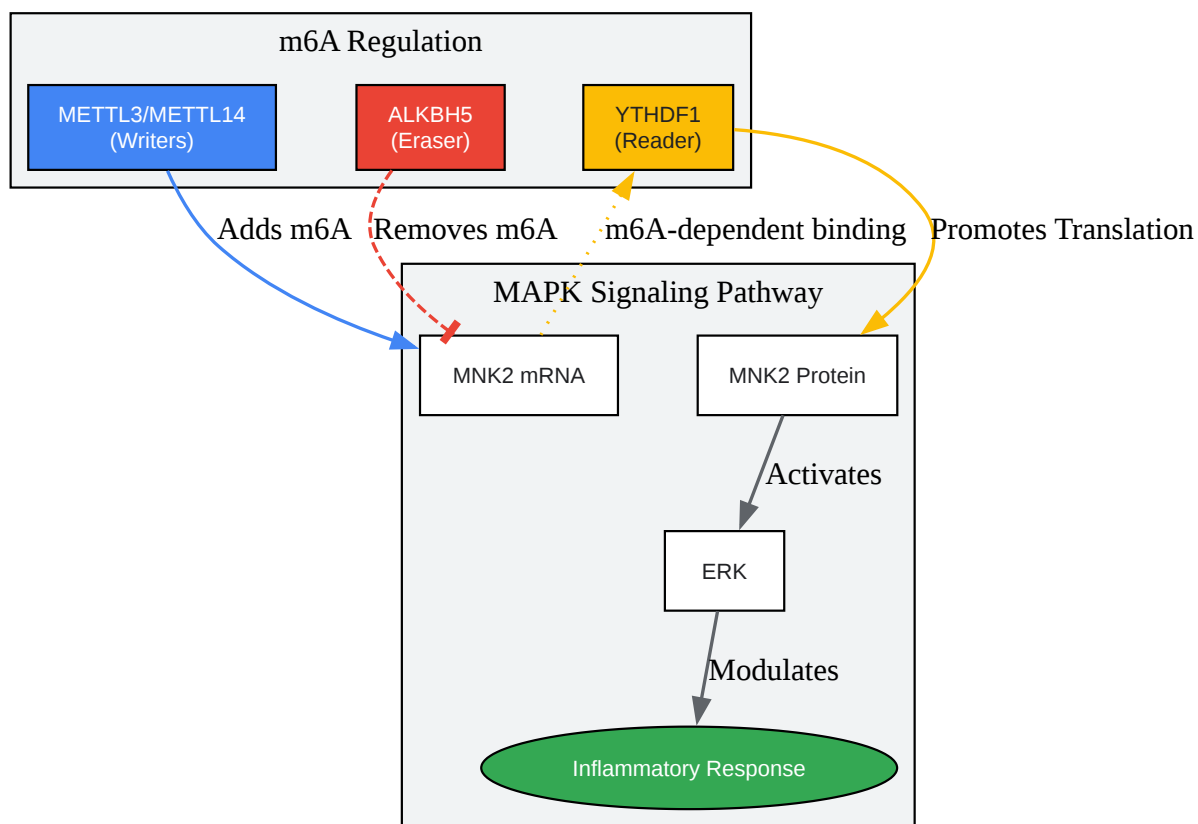 m6A Regulation
METTL3/METTL14
(Writers)
ALKBH5
(Eraser)
YTHDF1
(Reader)
Adds m6A
Removes m6A
m6A-dependent binding
Promotes Translation
MAPK Signaling Pathway
MNK2 mRNA
MNK2 Protein
Activates
ERK
Modulates
Inflammatory Response